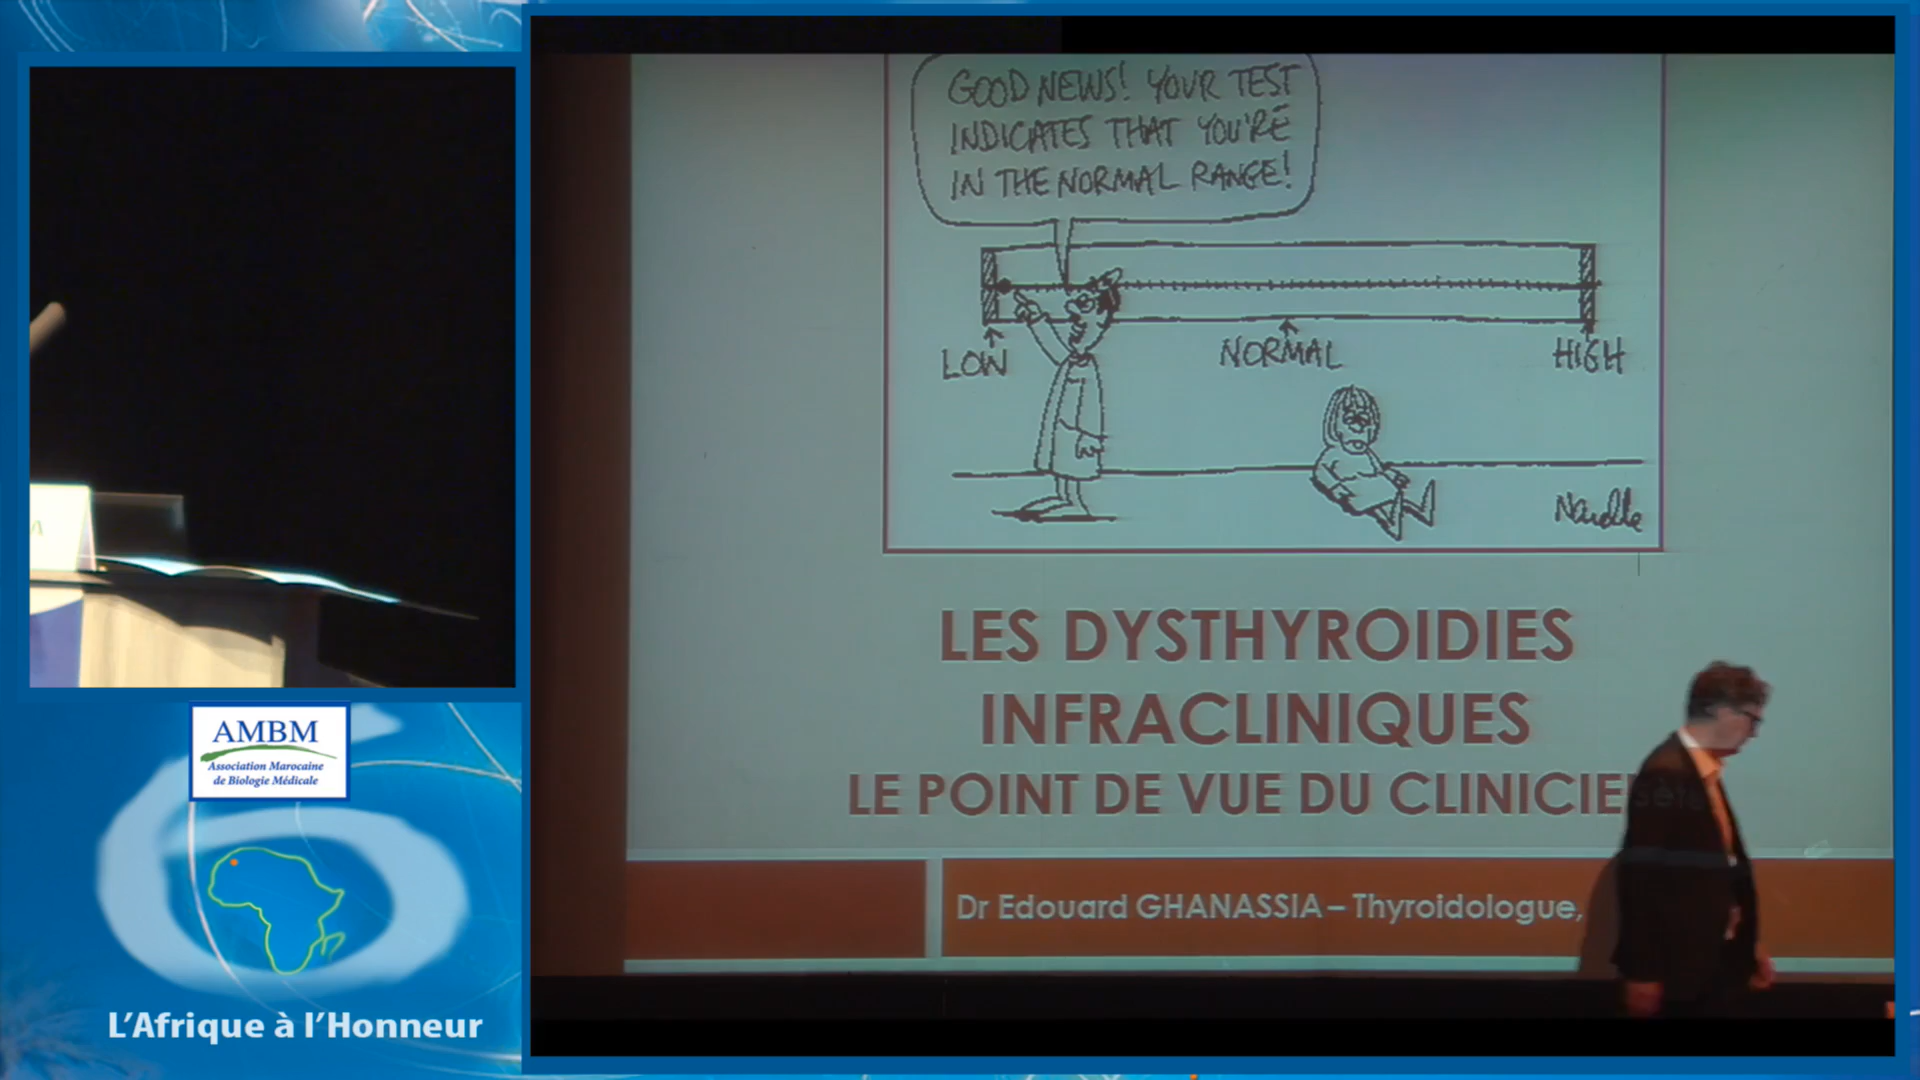 GOOD NEWS! YOUR TEST
INDICATES THAT YOU'RE
IN THE NORMAL RANGE!
LOW
NORMAL
HIGH
LES DYSTHYROIDIES
INFRACLINIQUES
LE POINT DE VUE DU CLINICIE
Dr Edouard GHANASSIA – Thyroidologue,
AMBM
Association Marocaine
de Biologie Médicale
L'Afrique à l'Honneur